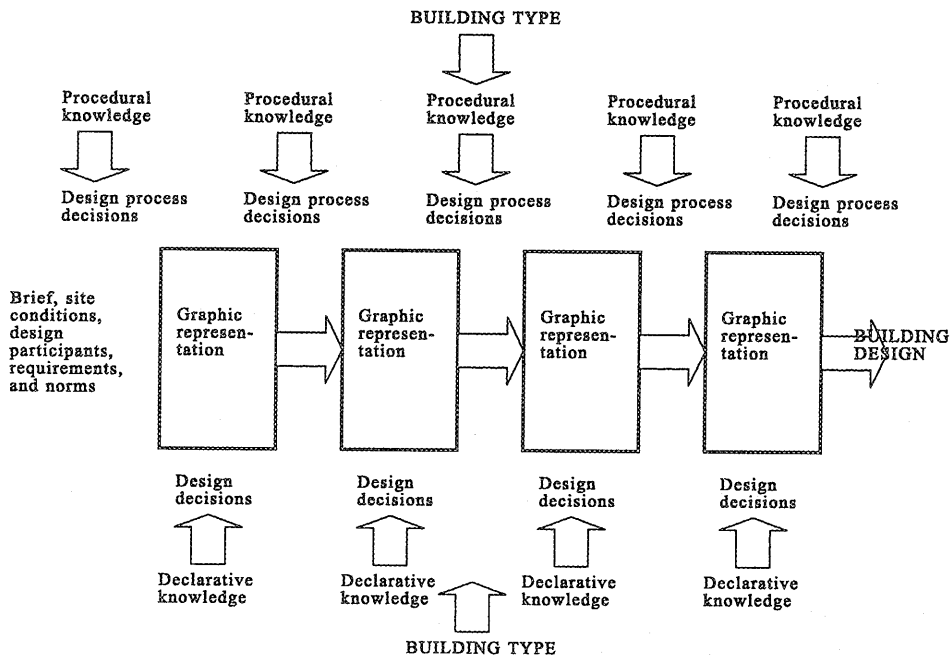 BUILDING TYPE
Procedural
knowledge
Procedural
knowledge
Procedural
knowledge
Procedural
knowledge
Procedural
knowledge
Design process
decisions
Design process
decisions
Design process
decisions
Design process
decisions
Design process
decisions
Brief, site
conditions,
design
participants,
requirements,
and norms
Graphic
represen-
tation
Graphic
represen-
tation
Graphic
represen-
tation
Graphic
represen-
tation
BUILDING
DESIGN
Design
decisions
Design
decisions
Design
decisions
Design
decisions
Declarative
knowledge
Declarative
knowledge
Declarative
knowledge
Declarative
knowledge
BUILDING TYPE